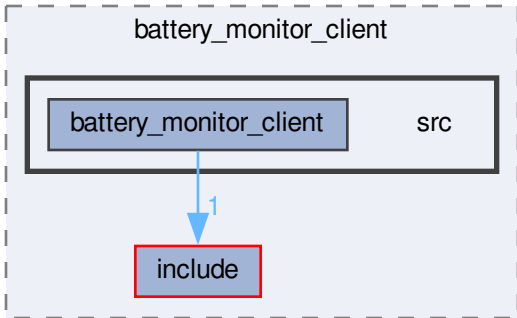 battery_monitor_client
battery_monitor_client
src
1
include